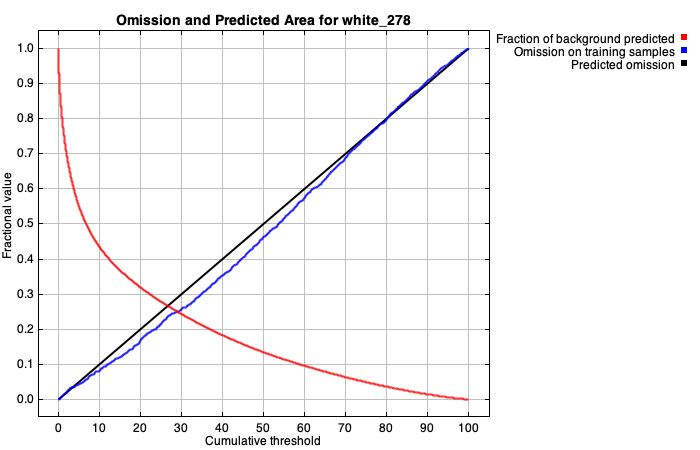 Omission and Predicted Area for white_278
Fraction of background predicted
Omission on training samples
Predicted omission
Fractional value
1.0
0.9
0.8
0.7
0.6
0.5
0.4
0.3
0.2
0.1
0.0
0 10 20 30 40 50 60 70 80 90 100
Cumulative threshold